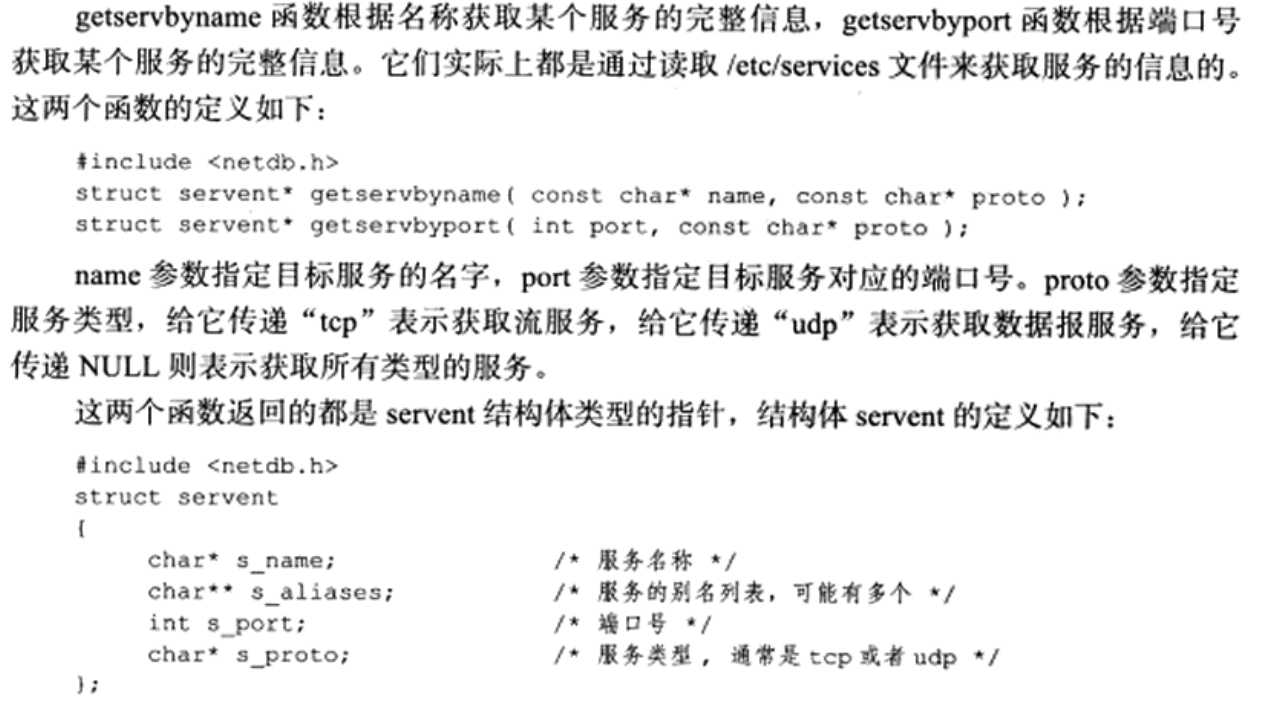 getservbyname 函数根据名称获取某个服务的完整信息，getservbyport 函数根据端口号
获取某个服务的完整信息。它们实际上都是通过读取 /etc/services 文件来获取服务的信息的。
这两个函数的定义如下：
#include <netdb.h>
struct servent* getservbyname( const char* name, const char* proto );
struct servent* getservbyport( int port, const char* proto );
name 参数指定目标服务的名字，port 参数指定目标服务对应的端口号。proto 参数指定
服务类型，给它传递“tcp”表示获取流服务，给它传递“udp”表示获取数据报服务，给它
传递 NULL 则表示获取所有类型的服务。
这两个函数返回的都是 servent 结构体类型的指针，结构体 servent 的定义如下：
#include <netdb.h>
struct servent
{
char* s_name; /* 服务名称 */
char** s_aliases; /* 服务的别名列表，可能有多个 */
int s_port; /* 端口号 */
char* s_proto; /* 服务类型，通常是 tcp 或者 udp */
};